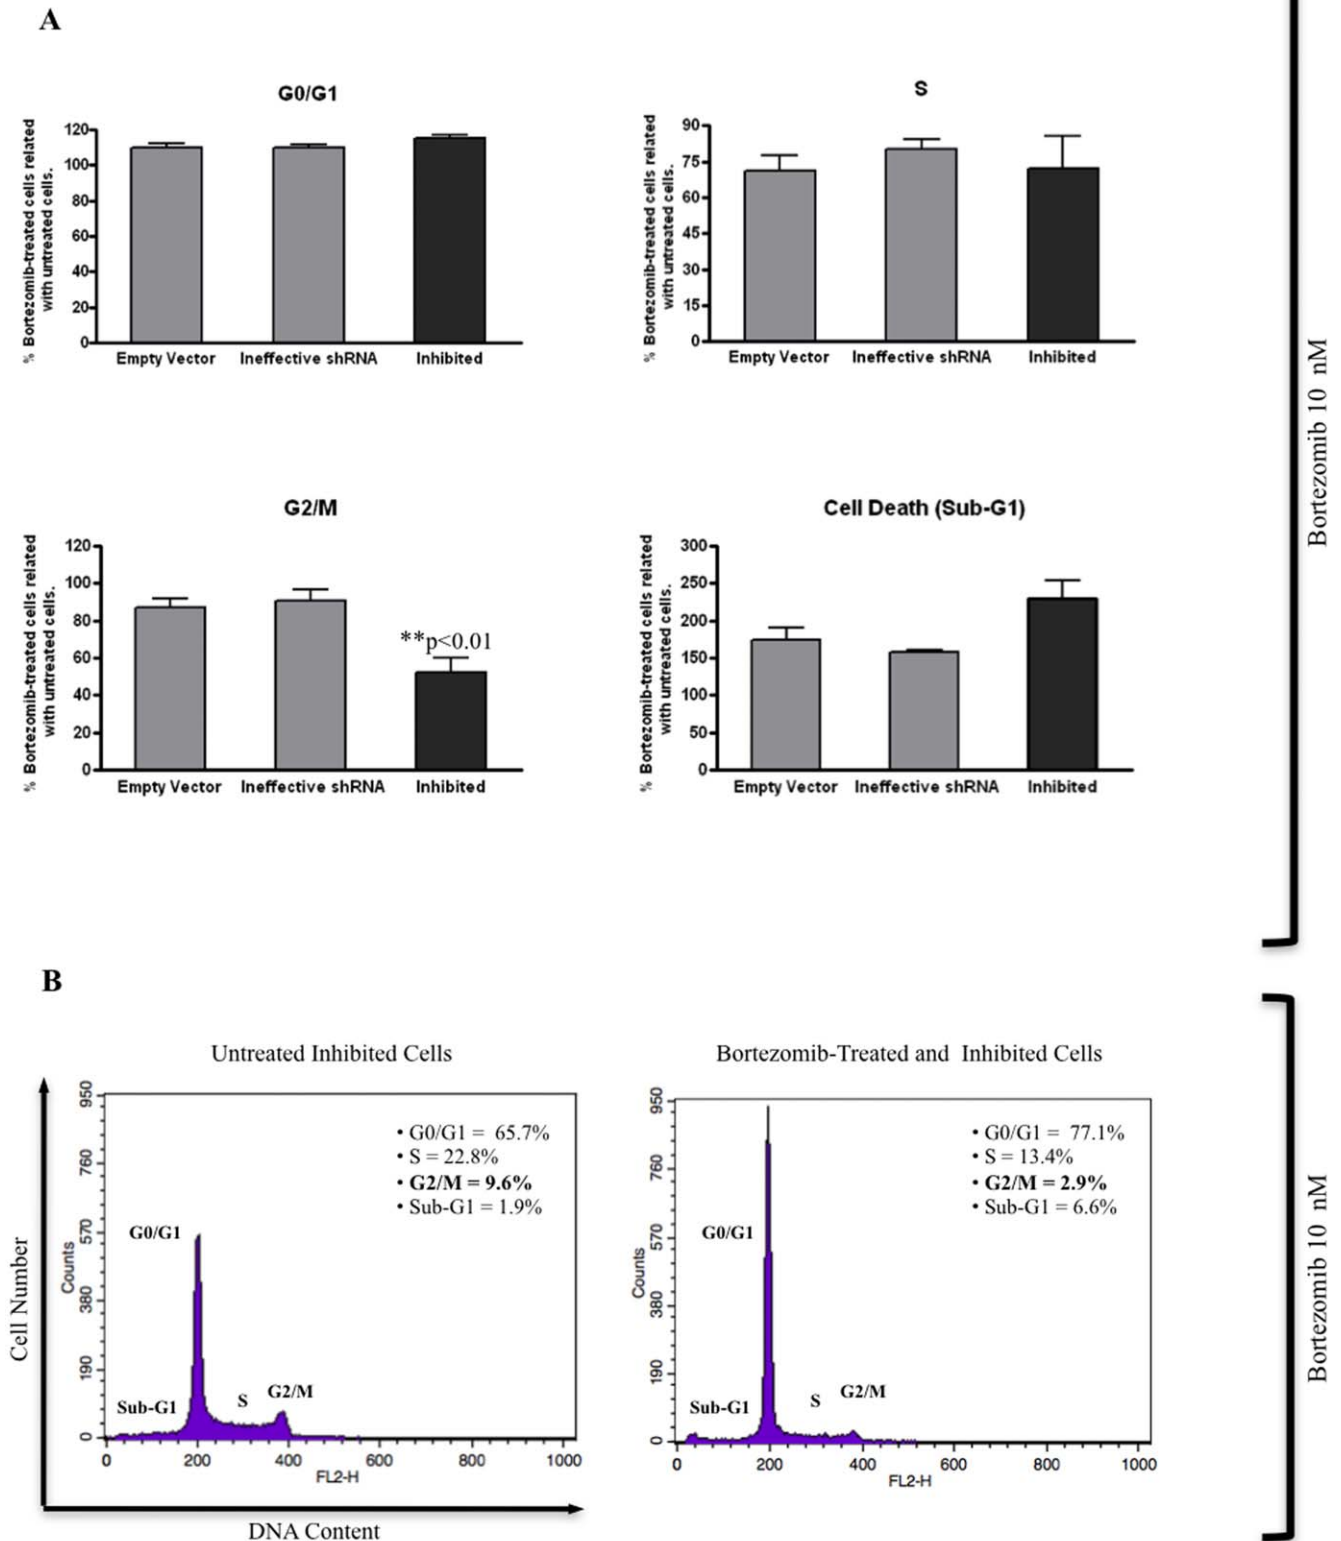 A
G0/G1
% Bortezomib-treated cells related
with untreated cells.
120
100
80
60
40
20
0
Empty Vector Ineffective shRNA Inhibited
S
% Bortezomib-treated cells related
with untreated cells.
90
75
60
45
30
15
0
Empty Vector Ineffective shRNA Inhibited
G2/M
% Bortezomib-treated cells related
with untreated cells.
120
100
80
60
40
20
0
**p<0.01
Empty Vector Ineffective shRNA Inhibited
Cell Death (Sub-G1)
% Bortezomib-treated cells related
with untreated cells.
300
250
200
150
100
50
0
Empty Vector Ineffective shRNA Inhibited
Bortezomib 10 nM
B
Untreated Inhibited Cells
Cell Number
Counts
950
760
570
380
190
0
• G0/G1 = 65.7%
• S = 22.8%
• G2/M = 9.6%
• Sub-G1 = 1.9%
G0/G1
Sub-G1
S
G2/M
0 200 400 600 800 1000
FL2-H
DNA Content
Bortezomib-Treated and Inhibited Cells
Counts
950
760
570
380
190
0
• G0/G1 = 77.1%
• S = 13.4%
• G2/M = 2.9%
• Sub-G1 = 6.6%
G0/G1
Sub-G1
S
G2/M
0 200 400 600 800 1000
FL2-H
Bortezomib 10 nM